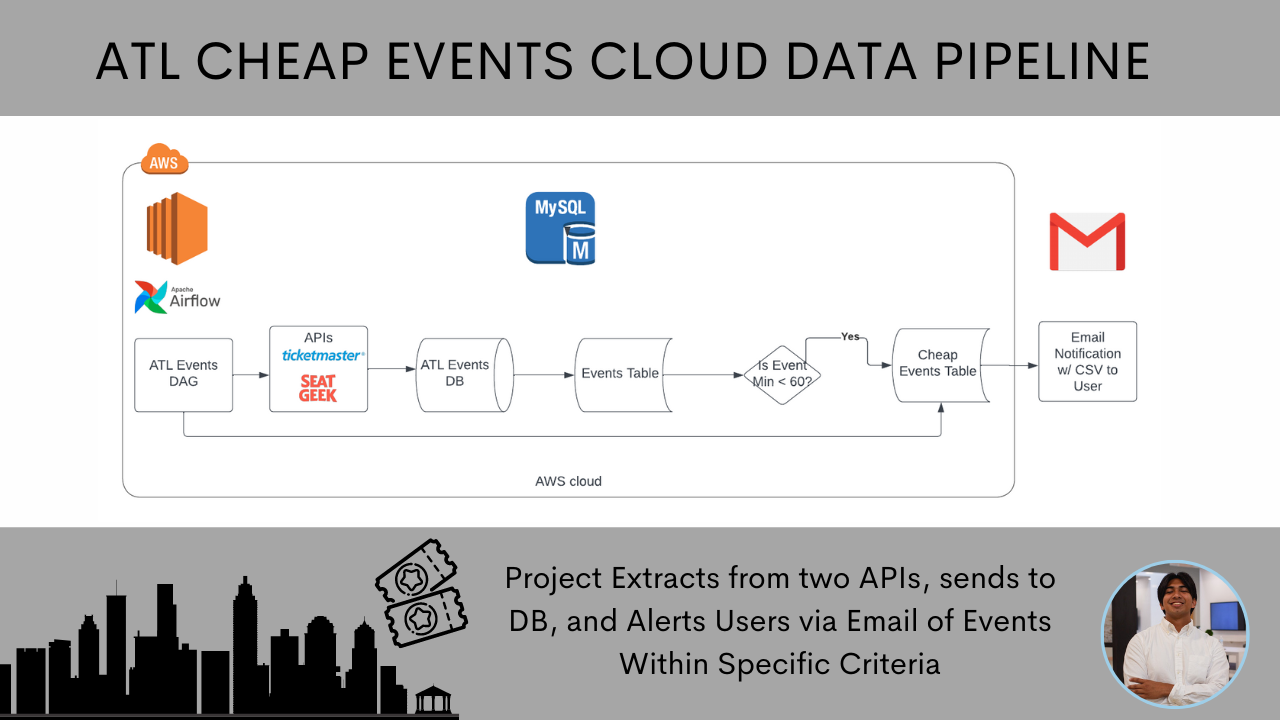 ATL CHEAP EVENTS CLOUD DATA PIPELINE
AWS
MySQL
M
Apache
Airflow
ATL Events
DAG
APIs
ticketmaster®
SEAT
GEEK
ATL Events
DB
Events Table
Is Event
Min < 60?
Yes
Cheap
Events Table
Email
Notification
w/ CSV to
User
AWS cloud
Project Extracts from two APIs, sends to
DB, and Alerts Users via Email of Events
Within Specific Criteria